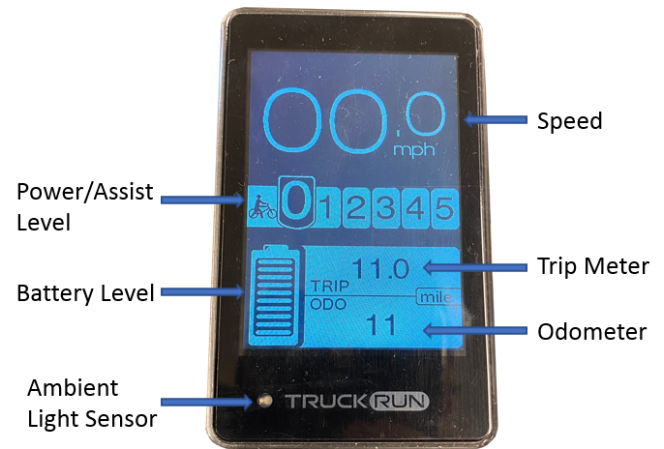 00.0
mph
Speed
Power/Assist
Level
0 1 2 3 4 5
11.0
Trip Meter
TRIP
Battery Level
ODO
mile
11
Odometer
Ambient
Light Sensor
TRUCKRUN